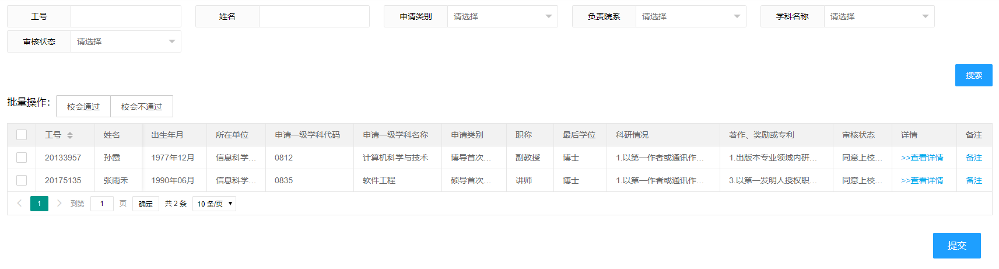 工号 姓名 申请类别 请选择 负责院系 请选择 学科名称 请选择
审核状态 请选择
搜索
批量操作： 校会通过 校会不通过
工号 姓名 出生年月 所在单位 申请一级学科代码 申请一级学科名称 申请类别 职称 最后学位 科研情况 著作、奖励或专利 审核状态 详情 备注
20133957 孙霞 1977年12月 信息科学... 0812 计算机科学与技术 博导首次... 副教授 博士 1.以第一作者或通讯作... 1.出版本专业领域内研... 同意上校... >>查看详情 备注
20175135 张雨禾 1990年06月 信息科学... 0835 软件工程 硕导首次... 讲师 博士 1.以第一作者或通讯作... 3.以第一发明人授权职... 同意上校... >>查看详情 备注
1 到第 1 页 确定 共 2 条 10 条/页
提交